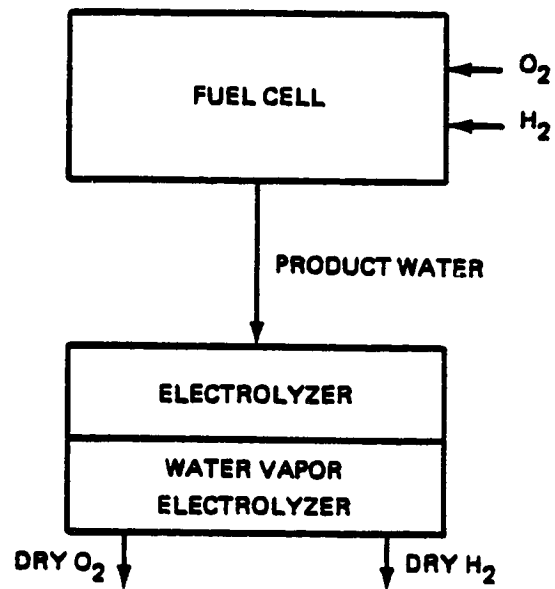 FUEL CELL
O2
H2
PRODUCT WATER
ELECTROLYZER
WATER VAPOR
ELECTROLYZER
DRY O2
DRY H2